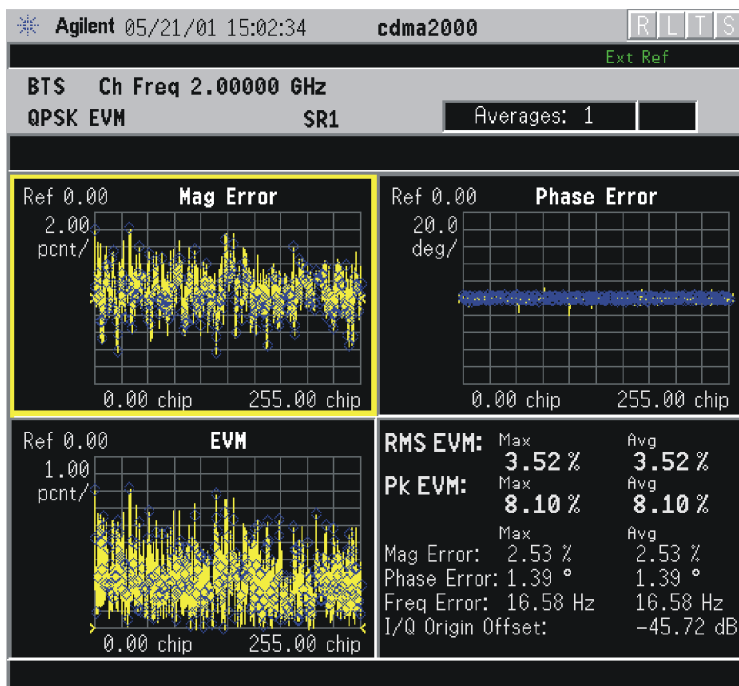 Agilent 05/21/01 15:02:34 cdma2000 R L T S
Ext Ref
BTS Ch Freq 2.00000 GHz
QPSK EVM SR1 Averages: 1
Ref 0.00 Mag Error
2.00
pcnt/
0.00 chip 255.00 chip
Ref 0.00 Phase Error
20.0
deg/
0.00 chip 255.00 chip
Ref 0.00 EVM
1.00
pcnt/
0.00 chip 255.00 chip
Max Avg
RMS EVM: 3.52 % 3.52 %
Max Avg
Pk EVM: 8.10 % 8.10 %
Max Avg
Mag Error: 2.53 % 2.53 %
Phase Error: 1.39 ° 1.39 °
Freq Error: 16.58 Hz 16.58 Hz
I/Q Origin Offset: -45.72 dB